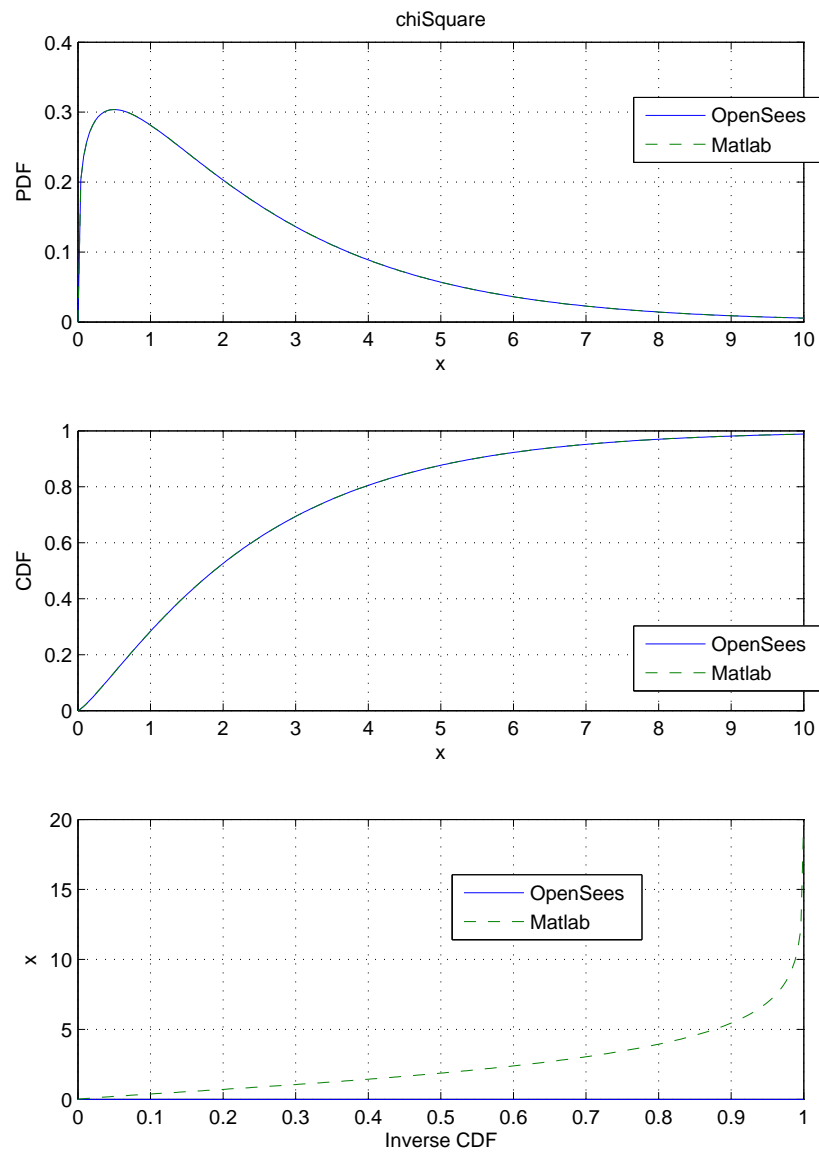 chiSquare
0.4
0.3
0.2
0.1
0
PDF
OpenSees
Matlab
0 1 2 3 4 5 6 7 8 9 10
x
1
0.8
0.6
0.4
0.2
0
CDF
OpenSees
Matlab
0 1 2 3 4 5 6 7 8 9 10
x
20
15
10
5
0
x
OpenSees
Matlab
0 0.1 0.2 0.3 0.4 0.5 0.6 0.7 0.8 0.9 1
Inverse CDF